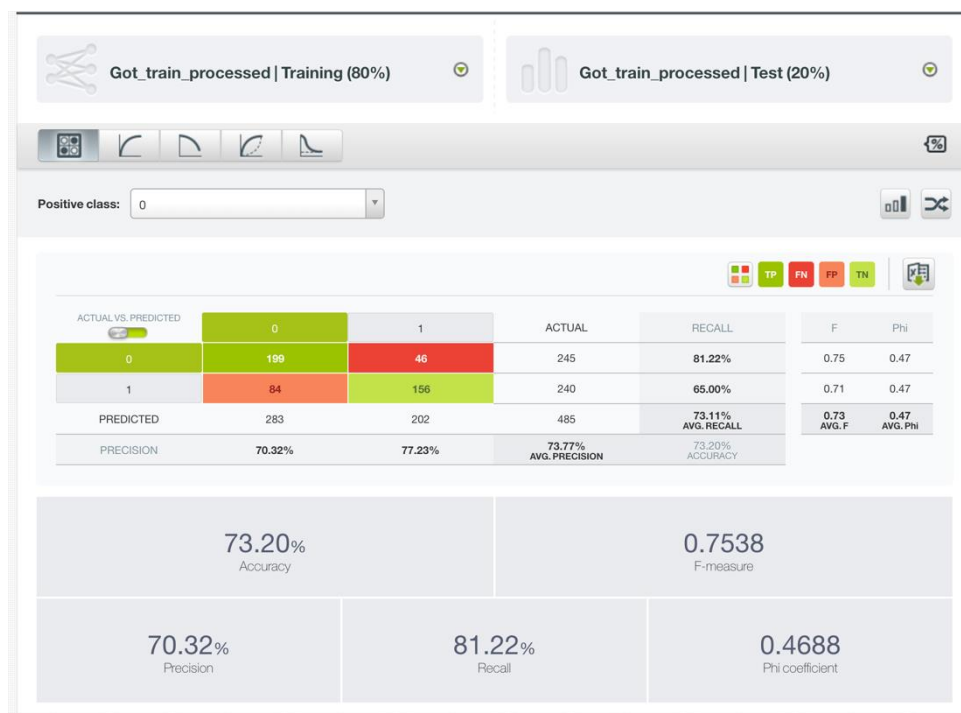 Got_train_processed | Training (80%)
Got_train_processed | Test (20%)
%
Positive class: 0
TP FN FP TN
ACTUAL VS. PREDICTED 0 1 ACTUAL RECALL F Phi
0 199 46 245 81.22% 0.75 0.47
1 84 156 240 65.00% 0.71 0.47
PREDICTED 283 202 485 73.11% AVG. RECALL 0.73 AVG. F 0.47 AVG. Phi
PRECISION 70.32% 77.23% 73.77% AVG. PRECISION 73.20% ACCURACY
73.20%
Accuracy
0.7538
F-measure
70.32%
Precision
81.22%
Recall
0.4688
Phi coefficient